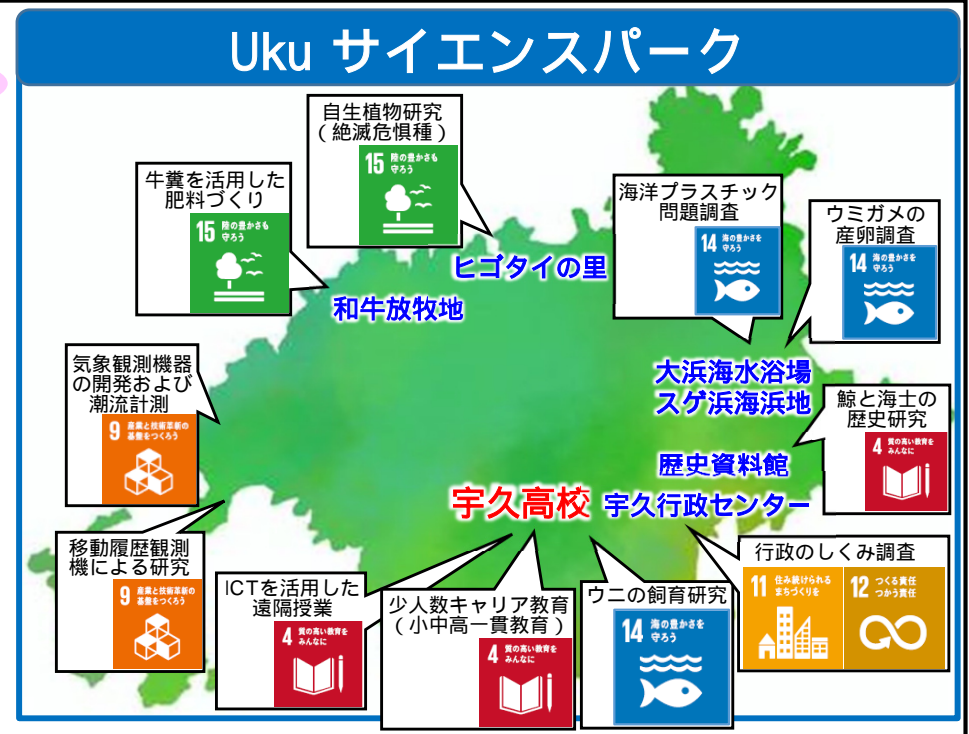 Uku サイエンスパーク
自生植物研究
（絶滅危惧種）
15 陸の豊かさも
守ろう
牛糞を活用した
肥料づくり
15 陸の豊かさも
守ろう
海洋プラスチック
問題調査
14 海の豊かさを
守ろう
ウミガメの
産卵調査
14 海の豊かさを
守ろう
ヒゴタイの里
和牛放牧地
気象観測機器
の開発および
潮流計測
9 産業と技術革新の
基盤をつくろう
大浜海水浴場
スゲ浜海浜地
鯨と海士の
歴史研究
4 質の高い教育を
みんなに
歴史資料館
宇久高校
宇久行政センター
移動履歴観測
機による研究
9 産業と技術革新の
基盤をつくろう
ICTを活用した
遠隔授業
4 質の高い教育を
みんなに
少人数キャリア教育
（小中高一貫教育）
4 質の高い教育を
みんなに
ウニの飼育研究
14 海の豊かさを
守ろう
行政のしくみ調査
11 住み続けられる
まちづくりを
12 つくる責任
つかう責任